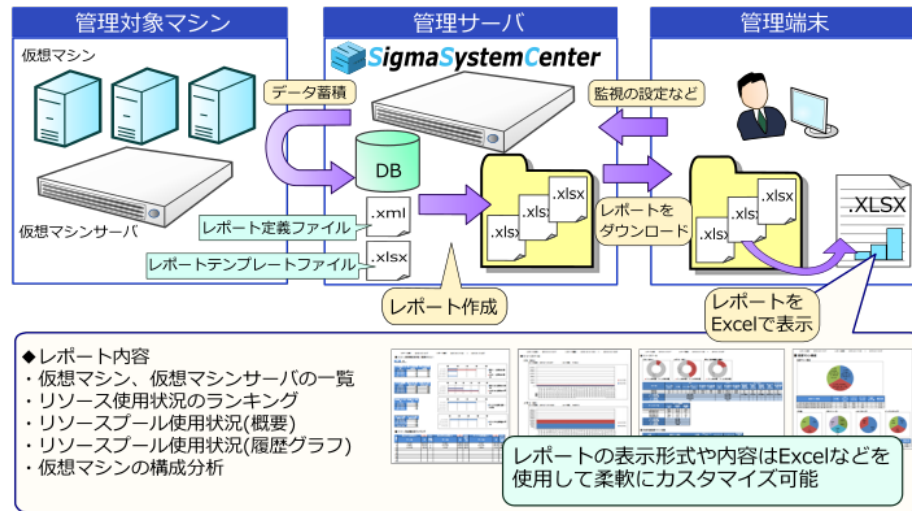 管理対象マシン
管理サーバ
管理端末
仮想マシン
SigmaSystemCenter
データ蓄積
監視の設定など
DB
.xml
.xlsx
.xlsx
.xlsx
.xlsx
レポートを
ダウンロード
.xlsx
.xlsx
.xlsx
.XLSX
仮想マシンサーバ
レポート定義ファイル
レポートテンプレートファイル
レポート作成
レポートを
Excelで表示
◆レポート内容
・仮想マシン、仮想マシンサーバの一覧
・リソース使用状況のランキング
・リソースプール使用状況(概要)
・リソースプール使用状況(履歴グラフ)
・仮想マシンの構成分析
レポートの表示形式や内容はExcelなどを
使用して柔軟にカスタマイズ可能